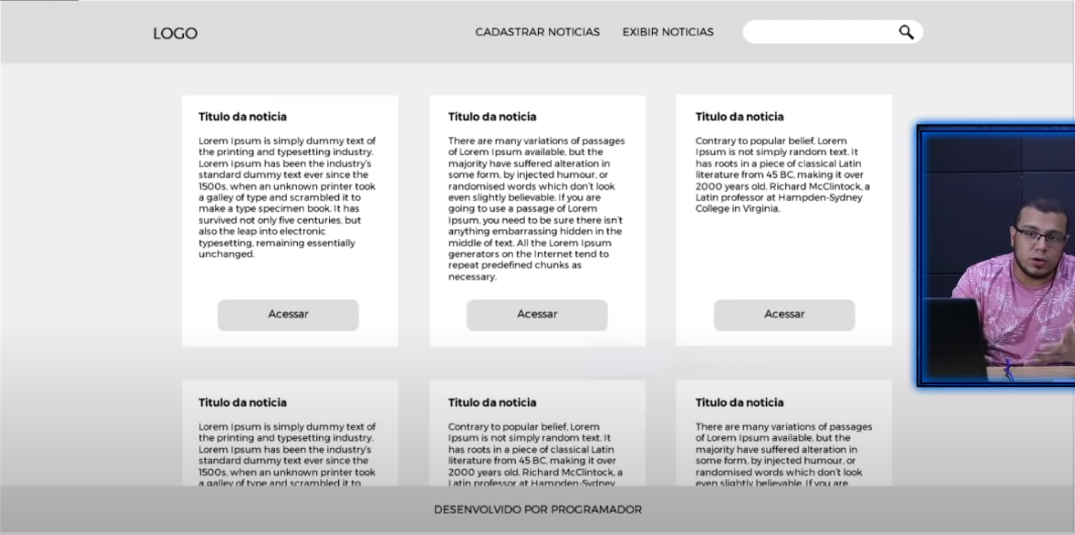 LOGO
CADASTRAR NOTICIAS
EXIBIR NOTICIAS
Titulo da noticia
Lorem Ipsum is simply dummy text of
the printing and typesetting industry.
Lorem Ipsum has been the industry's
standard dummy text ever since the
1500s, when an unknown printer took
a galley of type and scrambled it to
make a type specimen book. It has
survived not only five centuries, but
also the leap into electronic
typesetting, remaining essentially
unchanged.
Acessar
Titulo da noticia
There are many variations of passages
of Lorem Ipsum available, but the
majority have suffered alteration in
some form, by injected humour, or
randomised words which don't look
even slightly believable. If you are
going to use a passage of Lorem
Ipsum, you need to be sure there isn't
anything embarrassing hidden in the
middle of text. All the Lorem Ipsum
generators on the Internet tend to
repeat predefined chunks as
necessary.
Acessar
Titulo da noticia
Contrary to popular belief, Lorem
Ipsum is not simply random text. It
has roots in a piece of classical Latin
literature from 45 BC, making it over
2000 years old. Richard McClintock, a
Latin professor at Hampden-Sydney
College in Virginia,
Acessar
Titulo da noticia
Lorem Ipsum is simply dummy text of
the printing and typesetting industry.
Lorem Ipsum has been the industry's
standard dummy text ever since the
1500s, when an unknown printer took
a galley of type and scrambled it to
Titulo da noticia
Contrary to popular belief, Lorem
Ipsum is not simply random text. It
has roots in a piece of classical Latin
literature from 45 BC, making it over
2000 years old. Richard McClintock, a
Latin professor at Hampden-Sydney
Titulo da noticia
There are many variations of passages
of Lorem Ipsum available, but the
majority have suffered alteration in
some form, by injected humour, or
randomised words which don't look
even slightly believable. If you are
DESENVOLVIDO POR PROGRAMADOR